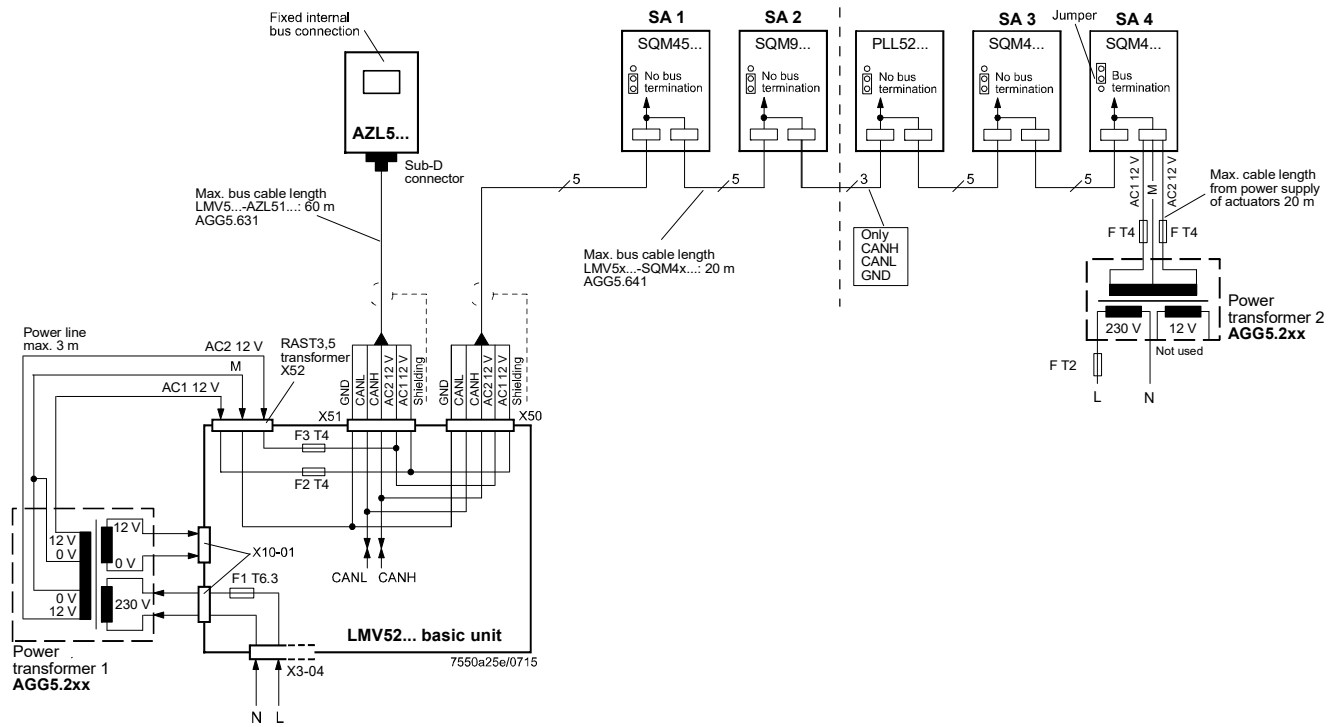 Fixed internal
bus connection
AZL5...
Sub-D
connector
Max. bus cable length
LMV5...-AZL51...: 60 m
AGG5.631
SA 1
SQM45...
No bus
termination
SA 2
SQM9...
No bus
termination
PLL52...
No bus
termination
SA 3
SQM4...
No bus
termination
Jumper
SA 4
SQM4...
Bus
termination
5
5
3
5
5
Max. bus cable length
LMV5x...-SQM4x...: 20 m
AGG5.641
Only
CANH
CANL
GND
AC1 12 V
M
AC2 12 V
Max. cable length
from power supply
of actuators 20 m
F T4
F T4
230 V
12 V
Power
transformer 2
AGG5.2xx
Not used
F T2
L
N
Power line
max. 3 m
AC2 12 V
M
AC1 12 V
RAST3,5
transformer
X52
GND
CANL
CANH
AC2 12 V
AC1 12 V
Shielding
GND
CANL
CANH
AC2 12 V
AC1 12 V
Shielding
X51
X50
F3 T4
F2 T4
12 V
12 V
0 V
0 V
0 V
12 V
230 V
X10-01
F1 T6.3
CANL
CANH
LMV52... basic unit
7550a25e/0715
X3-04
N
L
Power
transformer 1
AGG5.2xx